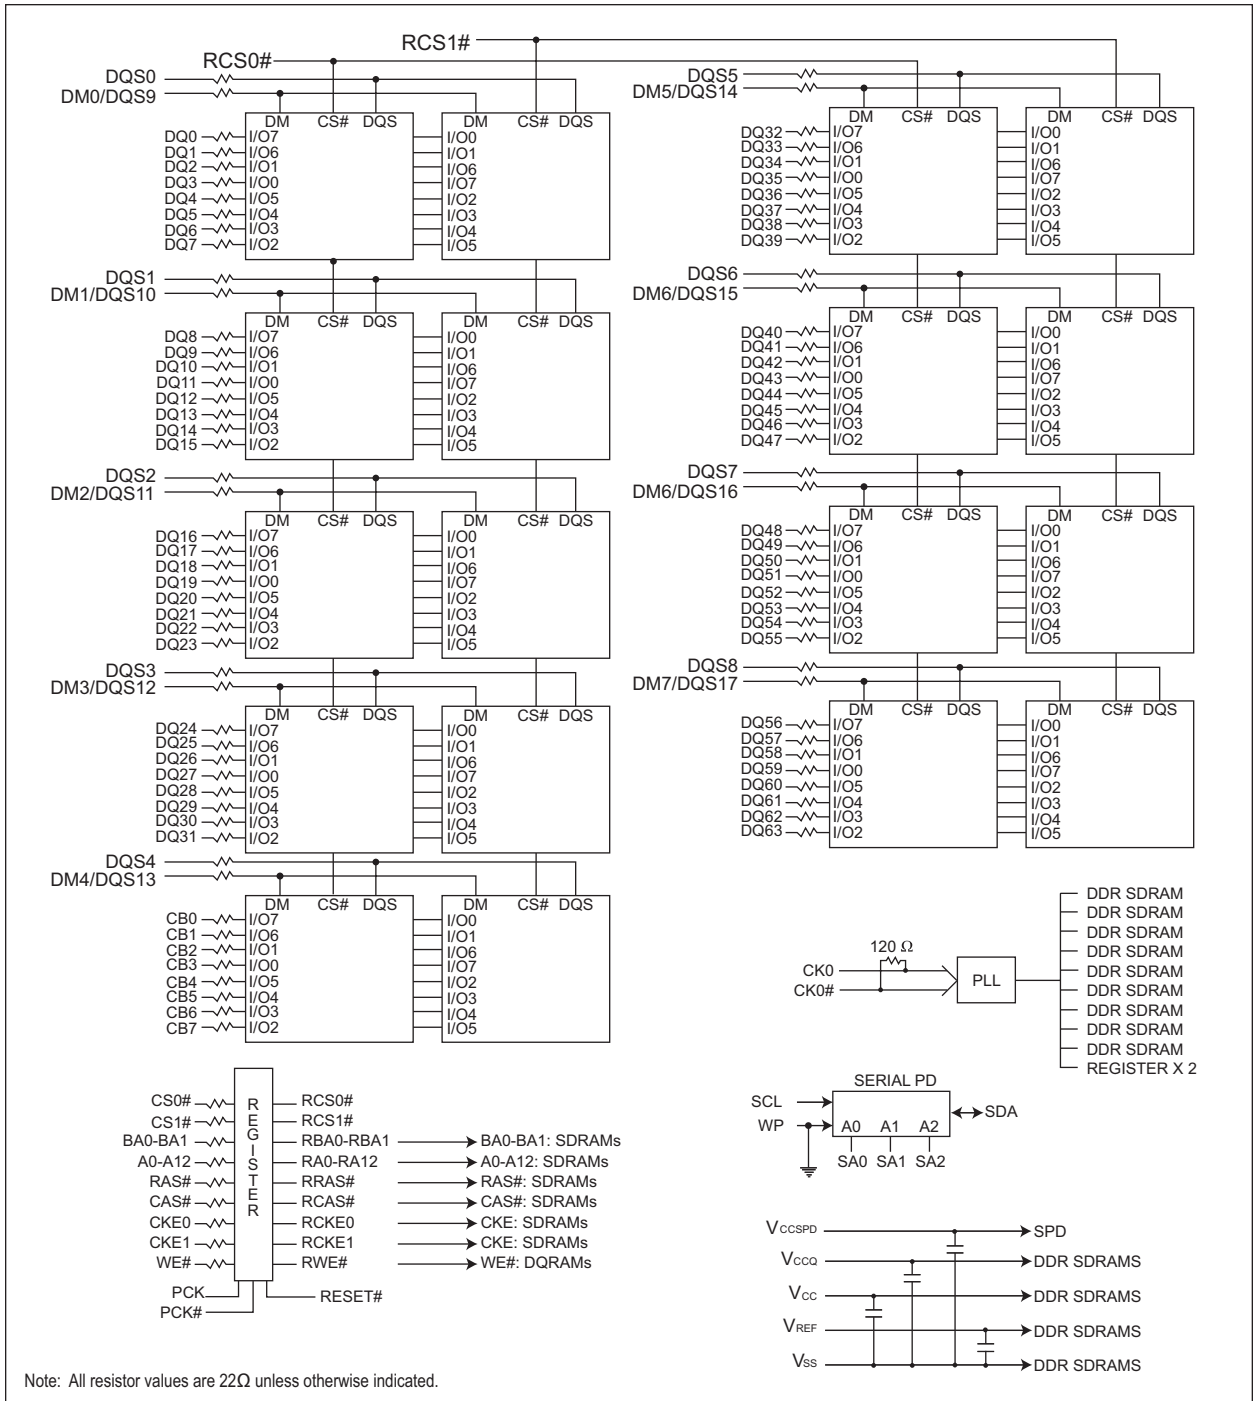 RCS1#
RCS0#
DQS0
DM0/DQS9
DM CS# DQS DM CS# DQS
DQ0 I/O7 I/O0
DQ1 I/O6 I/O1
DQ2 I/O1 I/O6
DQ3 I/O0 I/O7
DQ4 I/O5 I/O2
DQ5 I/O4 I/O3
DQ6 I/O3 I/O4
DQ7 I/O2 I/O5
DQS1
DM1/DQS10
DM CS# DQS DM CS# DQS
DQ8 I/O7 I/O0
DQ9 I/O6 I/O1
DQ10 I/O1 I/O6
DQ11 I/O0 I/O7
DQ12 I/O5 I/O2
DQ13 I/O4 I/O3
DQ14 I/O3 I/O4
DQ15 I/O2 I/O5
DQS2
DM2/DQS11
DM CS# DQS DM CS# DQS
DQ16 I/O7 I/O0
DQ17 I/O6 I/O1
DQ18 I/O1 I/O6
DQ19 I/O0 I/O7
DQ20 I/O5 I/O2
DQ21 I/O4 I/O3
DQ22 I/O3 I/O4
DQ23 I/O2 I/O5
DQS3
DM3/DQS12
DM CS# DQS DM CS# DQS
DQ24 I/O7 I/O0
DQ25 I/O6 I/O1
DQ26 I/O1 I/O6
DQ27 I/O0 I/O7
DQ28 I/O5 I/O2
DQ29 I/O4 I/O3
DQ30 I/O3 I/O4
DQ31 I/O2 I/O5
DQS4
DM4/DQS13
DM CS# DQS DM CS# DQS
CB0 I/O7 I/O0
CB1 I/O6 I/O1
CB2 I/O1 I/O6
CB3 I/O0 I/O7
CB4 I/O5 I/O2
CB5 I/O4 I/O3
CB6 I/O3 I/O4
CB7 I/O2 I/O5
DQS5
DM5/DQS14
DM CS# DQS DM CS# DQS
DQ32 I/O7 I/O0
DQ33 I/O6 I/O1
DQ34 I/O1 I/O6
DQ35 I/O0 I/O7
DQ36 I/O5 I/O2
DQ37 I/O4 I/O3
DQ38 I/O3 I/O4
DQ39 I/O2 I/O5
DQS6
DM6/DQS15
DM CS# DQS DM CS# DQS
DQ40 I/O7 I/O0
DQ41 I/O6 I/O1
DQ42 I/O1 I/O6
DQ43 I/O0 I/O7
DQ44 I/O5 I/O2
DQ45 I/O4 I/O3
DQ46 I/O3 I/O4
DQ47 I/O2 I/O5
DQS7
DM6/DQS16
DM CS# DQS DM CS# DQS
DQ48 I/O7 I/O0
DQ49 I/O6 I/O1
DQ50 I/O1 I/O6
DQ51 I/O0 I/O7
DQ52 I/O5 I/O2
DQ53 I/O4 I/O3
DQ54 I/O3 I/O4
DQ55 I/O2 I/O5
DQS8
DM7/DQS17
DM CS# DQS DM CS# DQS
DQ56 I/O7 I/O0
DQ57 I/O6 I/O1
DQ58 I/O1 I/O6
DQ59 I/O0 I/O7
DQ60 I/O5 I/O2
DQ61 I/O4 I/O3
DQ62 I/O3 I/O4
DQ63 I/O2 I/O5
120 Ω
CK0
CK0#
PLL
DDR SDRAM
DDR SDRAM
DDR SDRAM
DDR SDRAM
DDR SDRAM
DDR SDRAM
DDR SDRAM
DDR SDRAM
DDR SDRAM
REGISTER X 2
REGISTER
CS0# RCS0#
CS1# RCS1#
BA0-BA1 RBA0-RBA1 BA0-BA1: SDRAMs
A0-A12 RA0-RA12 A0-A12: SDRAMs
RAS# RRAS# RAS#: SDRAMs
CAS# RCAS# CAS#: SDRAMs
CKE0 RCKE0 CKE: SDRAMs
CKE1 RCKE1 CKE: SDRAMs
WE# RWE# WE#: DQRAMs
PCK
PCK#
RESET#
SERIAL PD
SCL
WP
A0 A1 A2
SDA
SA0 SA1 SA2
VCCSPD SPD
VCCQ DDR SDRAMS
VCC DDR SDRAMS
VREF DDR SDRAMS
VSS DDR SDRAMS
Note: All resistor values are 22Ω unless otherwise indicated.